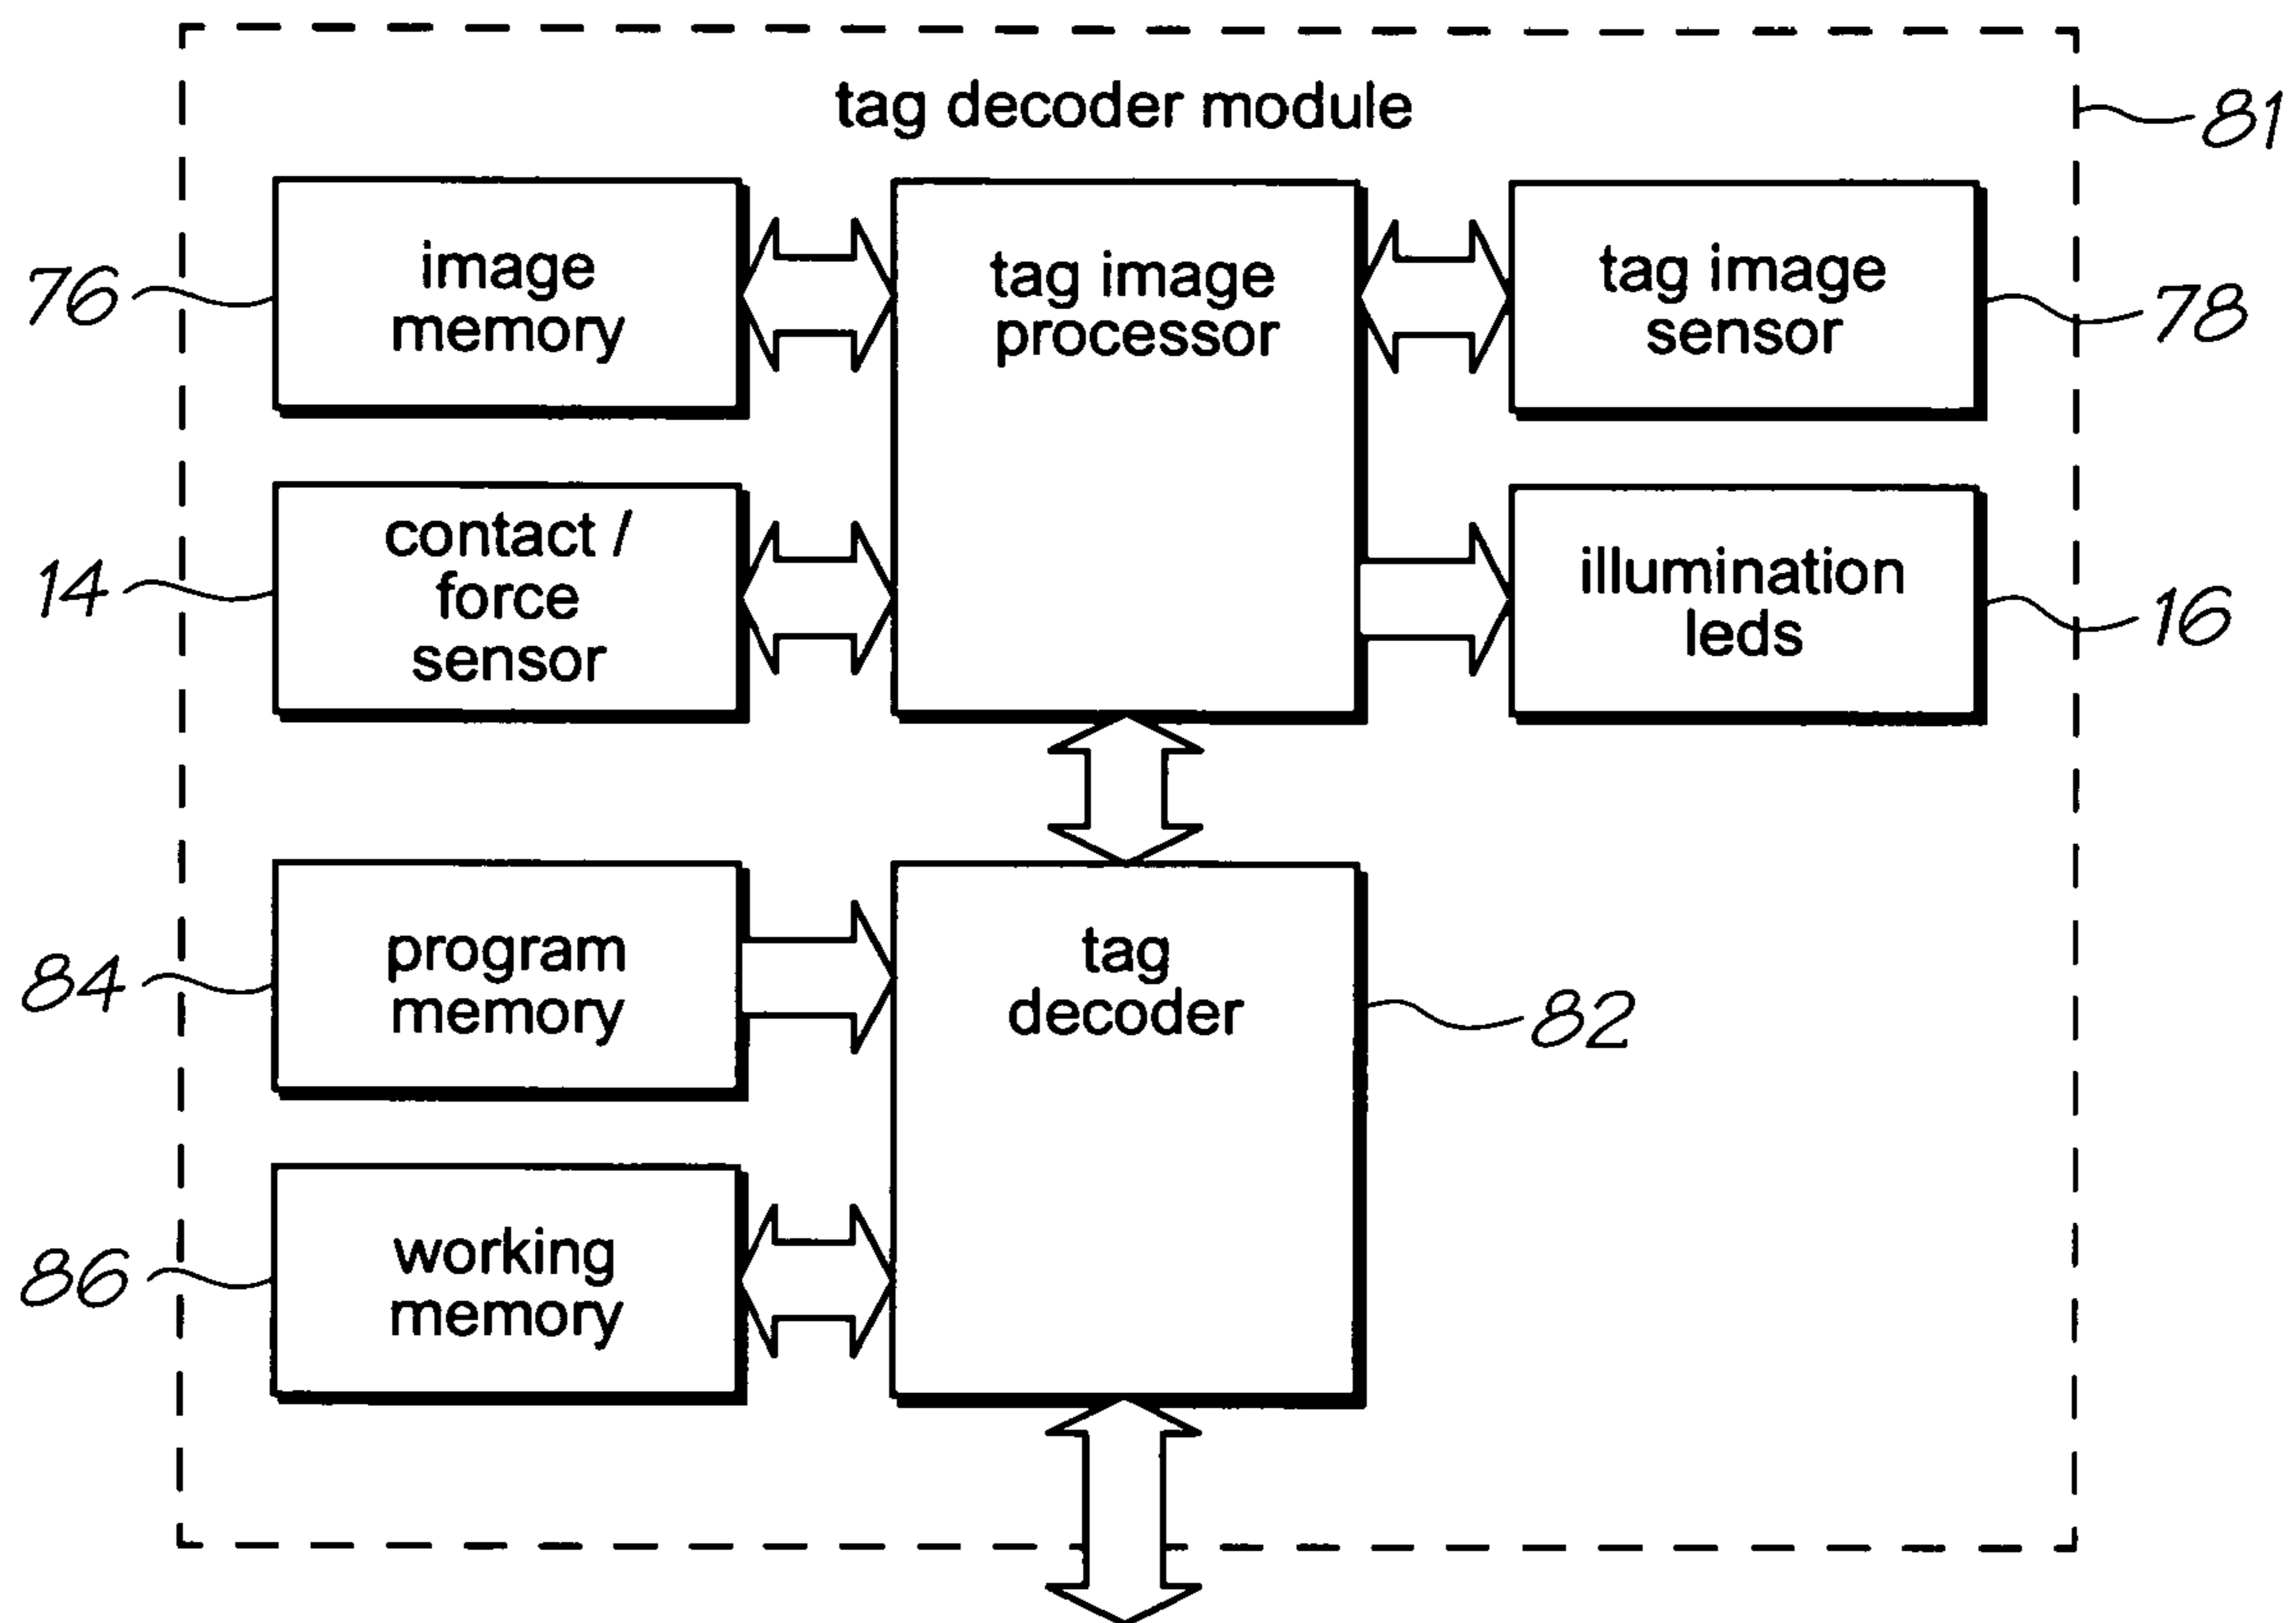 tag decoder module
81
image
memory
76
tag image
processor
tag image
sensor
78
contact /
force
sensor
14
illumination
leds
16
program
memory
84
tag
decoder
82
working
memory
86